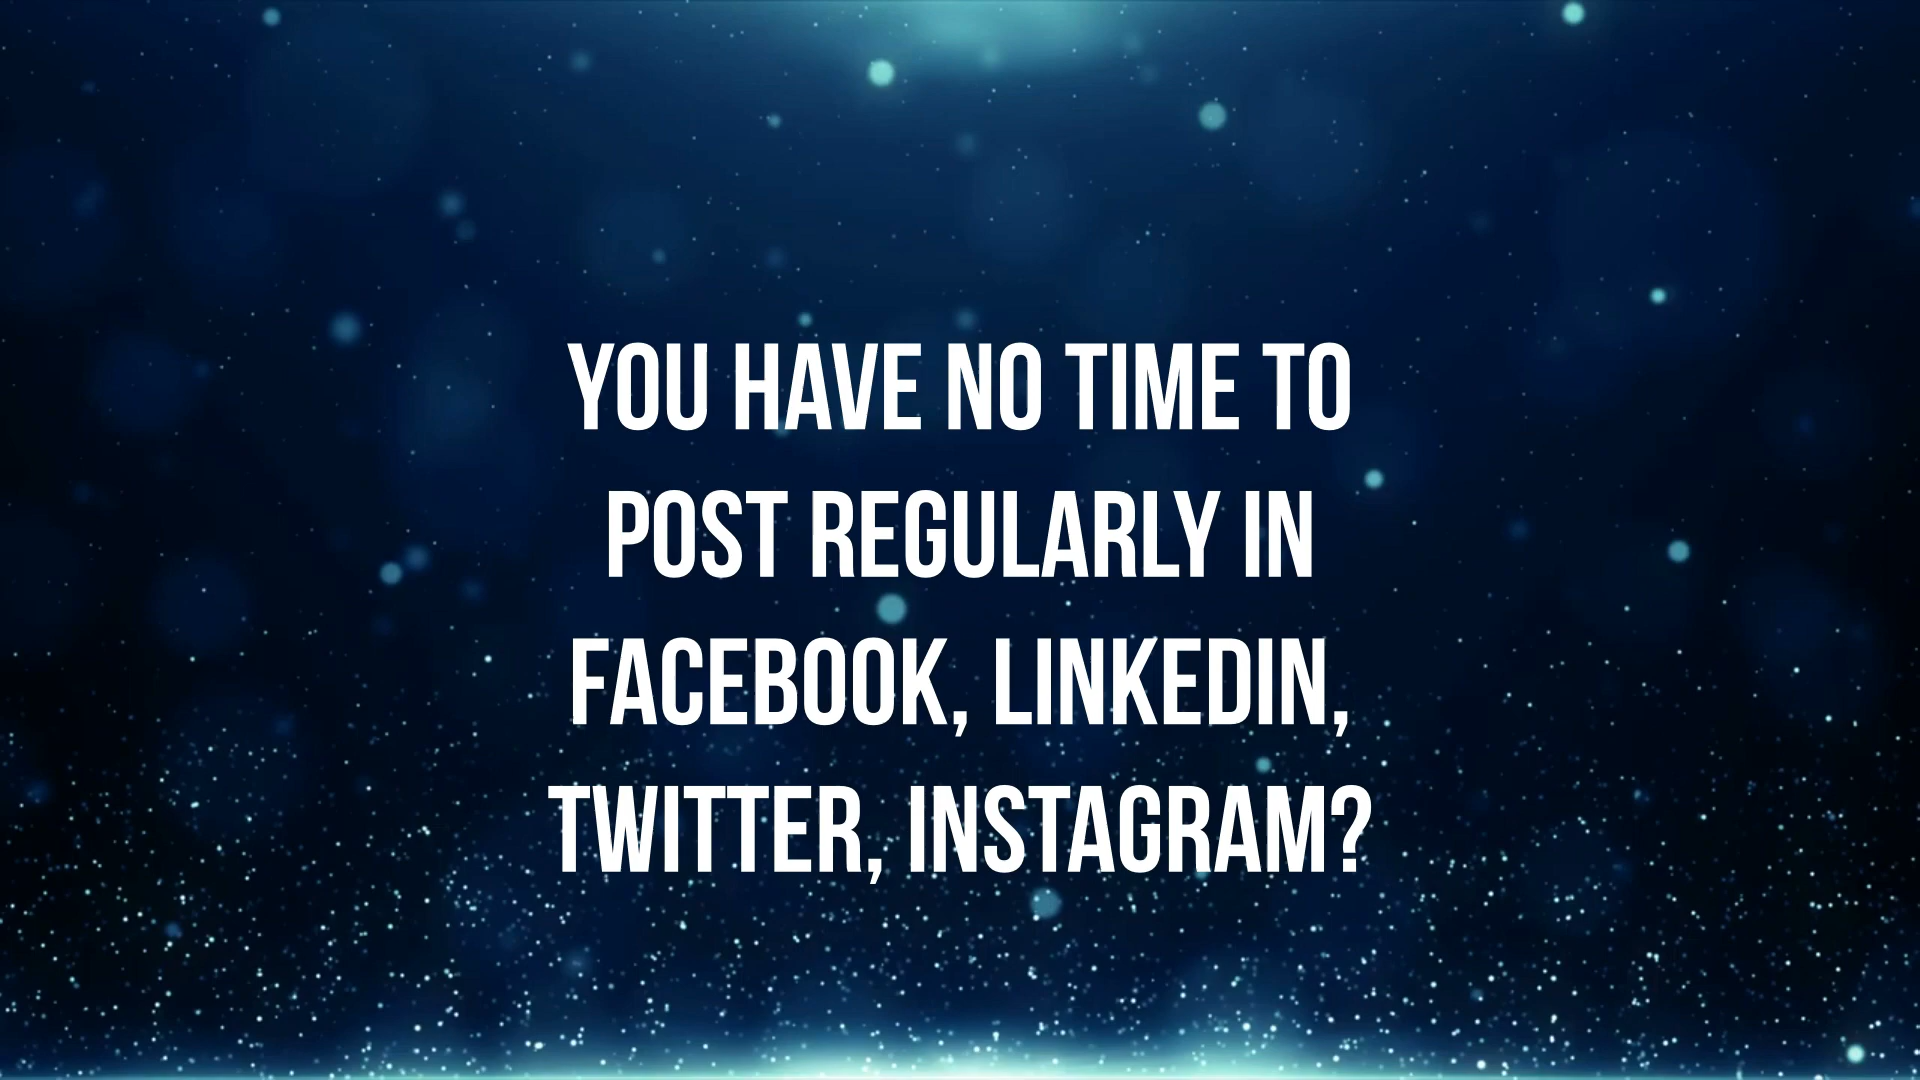 YOU HAVE NO TIME TO
POST REGULARLY IN
FACEBOOK, LINKEDIN,
TWITTER, INSTAGRAM?